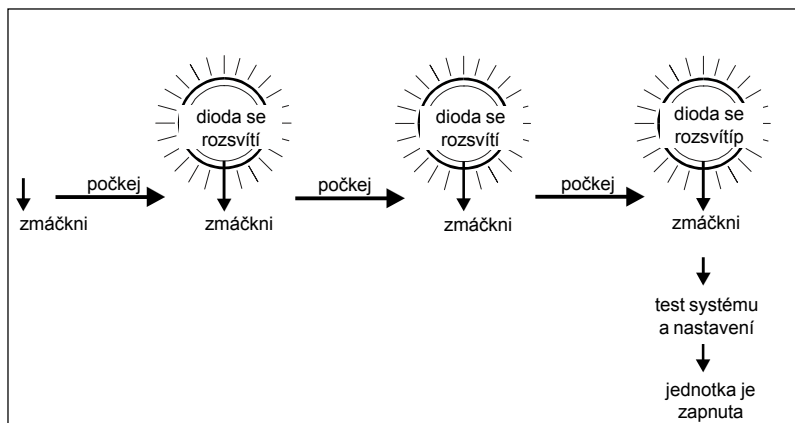 dioda se
rozsvítí
dioda se
rozsvítí
dioda se
rozsvítíp
počkej
počkej
počkej
zmáčkni
zmáčkni
zmáčkni
zmáčkni
test systému
a nastavení
jednotka je
zapnuta